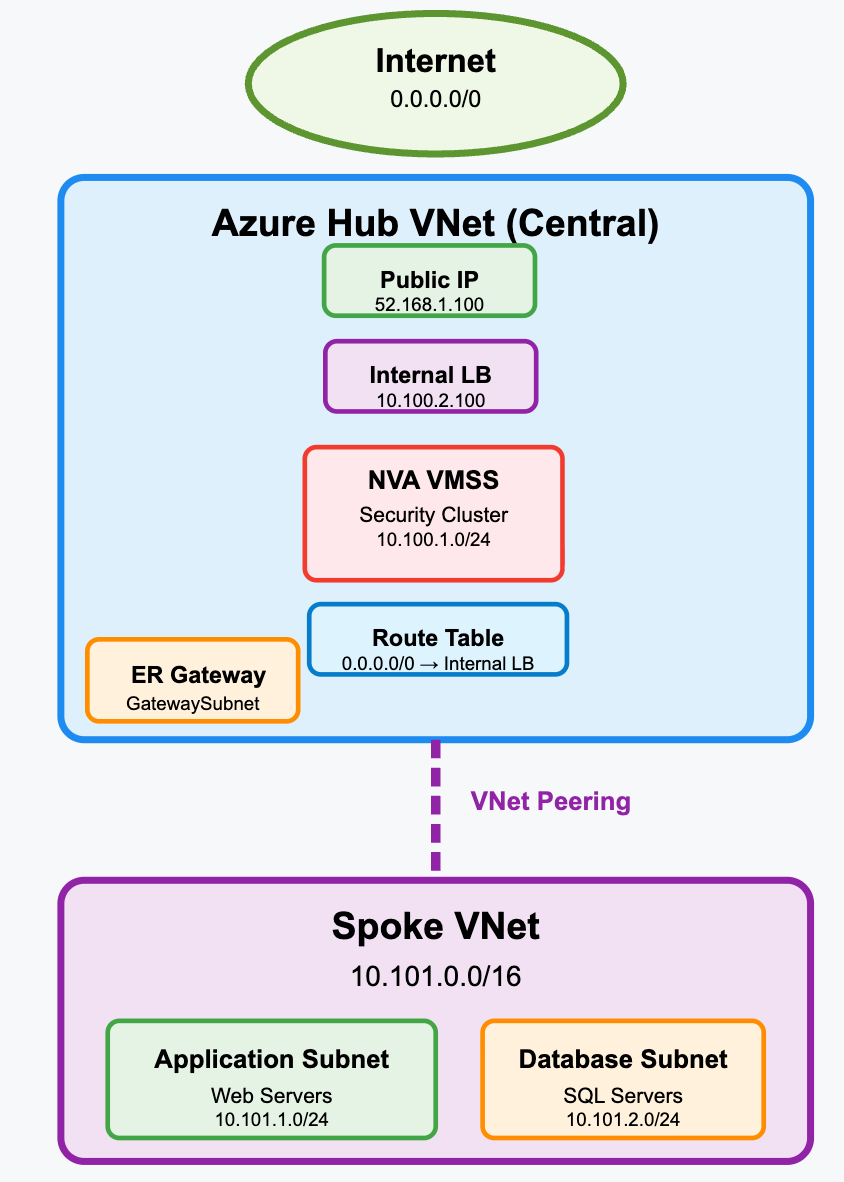 Internet
0.0.0.0/0
Azure Hub VNet (Central)
Public IP
52.168.1.100
Internal LB
10.100.2.100
NVA VMSS
Security Cluster
10.100.1.0/24
Route Table
0.0.0.0/0 → Internal LB
ER Gateway
GatewaySubnet
VNet Peering
Spoke VNet
10.101.0.0/16
Application Subnet
Web Servers
10.101.1.0/24
Database Subnet
SQL Servers
10.101.2.0/24